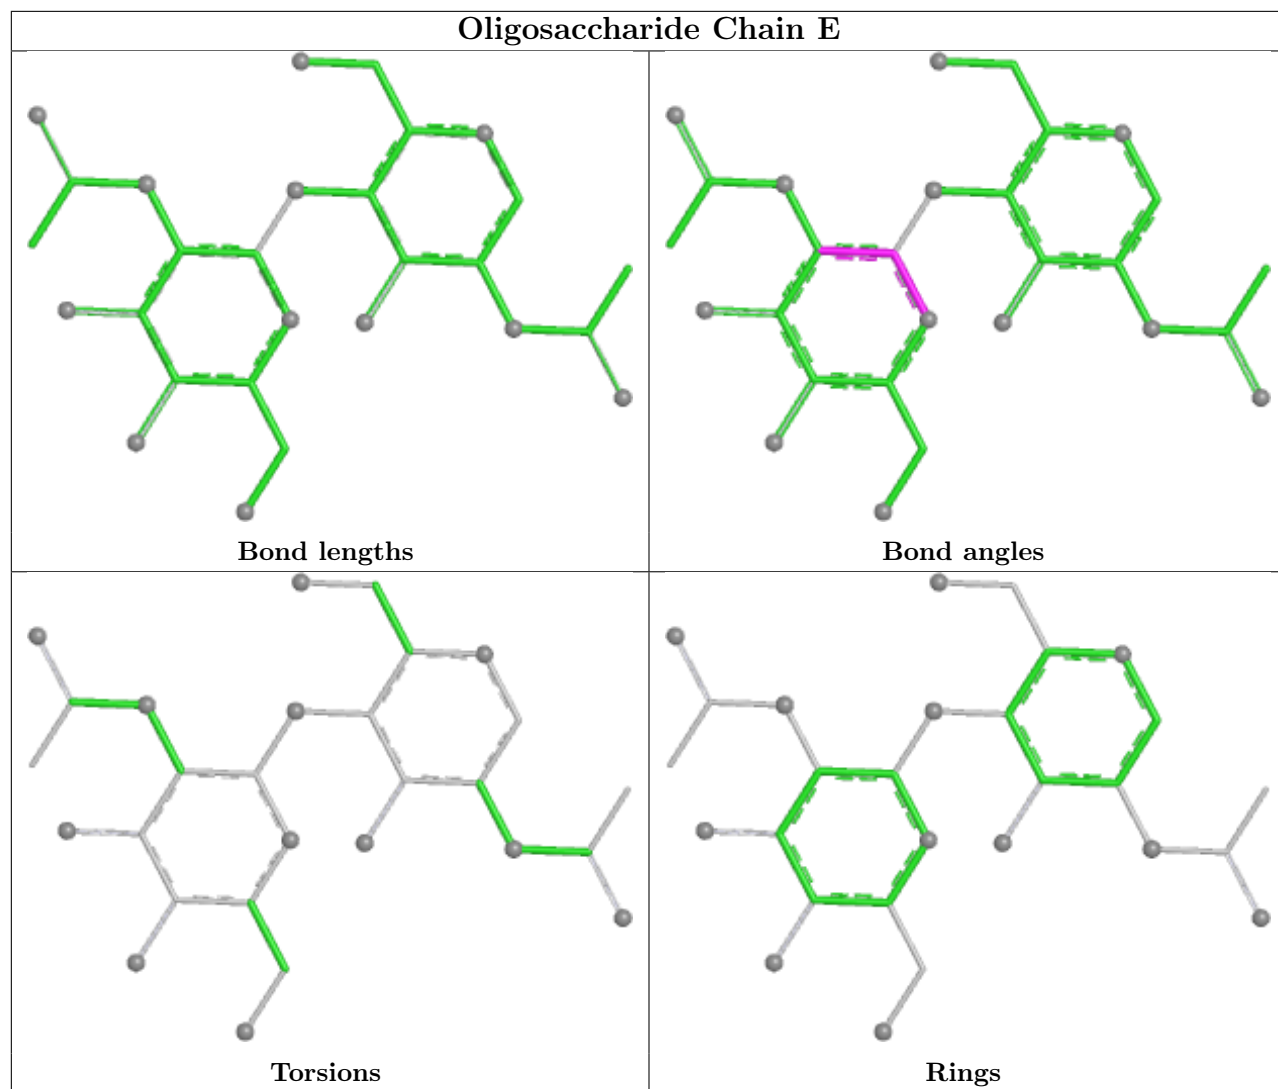 Oligosaccharide Chain E
Bond lengths
Bond angles
Torsions
Rings